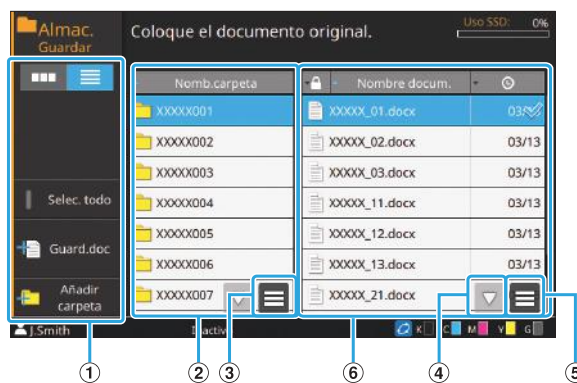 Almac.
Guardar
Coloque el documento original.
Uso SSD: 0%
Nomb.carpeta
Nombre docum.
XXXXX001
XXXXX_01.docx 03/
XXXXX002
XXXXX_02.docx 03/13
XXXXX003
XXXXX_03.docx 03/13
Selec. todo
XXXXX004
XXXXX_11.docx 03/13
Guard.doc
XXXXX005
XXXXX_12.docx 03/13
XXXXX006
XXXXX_13.docx 03/13
Añadir
carpeta
XXXXX007
XXXXX_21.docx
J.Smith
K C M Y G
1 2 3 6 4 5